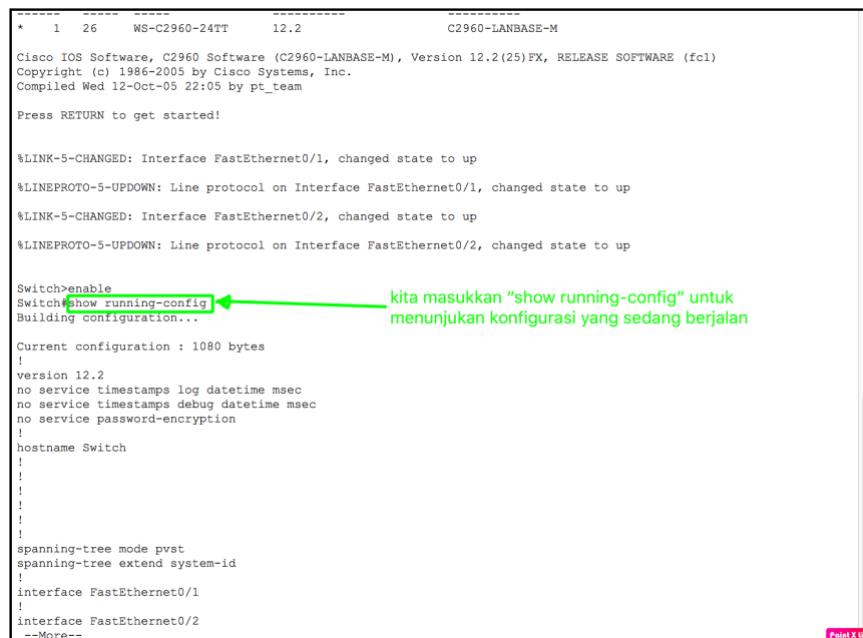 ------ ----- ----- ---------- ----------
* 1 26 WS-C2960-24TT 12.2 C2960-LANBASE-M
Cisco IOS Software, C2960 Software (C2960-LANBASE-M), Version 12.2(25)FX, RELEASE SOFTWARE (fc1)
Copyright (c) 1986-2005 by Cisco Systems, Inc.
Compiled Wed 12-Oct-05 22:05 by pt_team
Press RETURN to get started!
%LINK-5-CHANGED: Interface FastEthernet0/1, changed state to up
%LINEPROTO-5-UPDOWN: Line protocol on Interface FastEthernet0/1, changed state to up
%LINK-5-CHANGED: Interface FastEthernet0/2, changed state to up
%LINEPROTO-5-UPDOWN: Line protocol on Interface FastEthernet0/2, changed state to up
Switch>enable
Switch#show running-config
kita masukkan “show running-config” untuk
menunjukan konfigurasi yang sedang berjalan
Building configuration...
Current configuration : 1080 bytes
!
version 12.2
no service timestamps log datetime msec
no service timestamps debug datetime msec
no service password-encryption
!
hostname Switch
!
!
!
!
!
!
spanning-tree mode pvst
spanning-tree extend system-id
!
interface FastEthernet0/1
!
interface FastEthernet0/2
--More--
Paint X